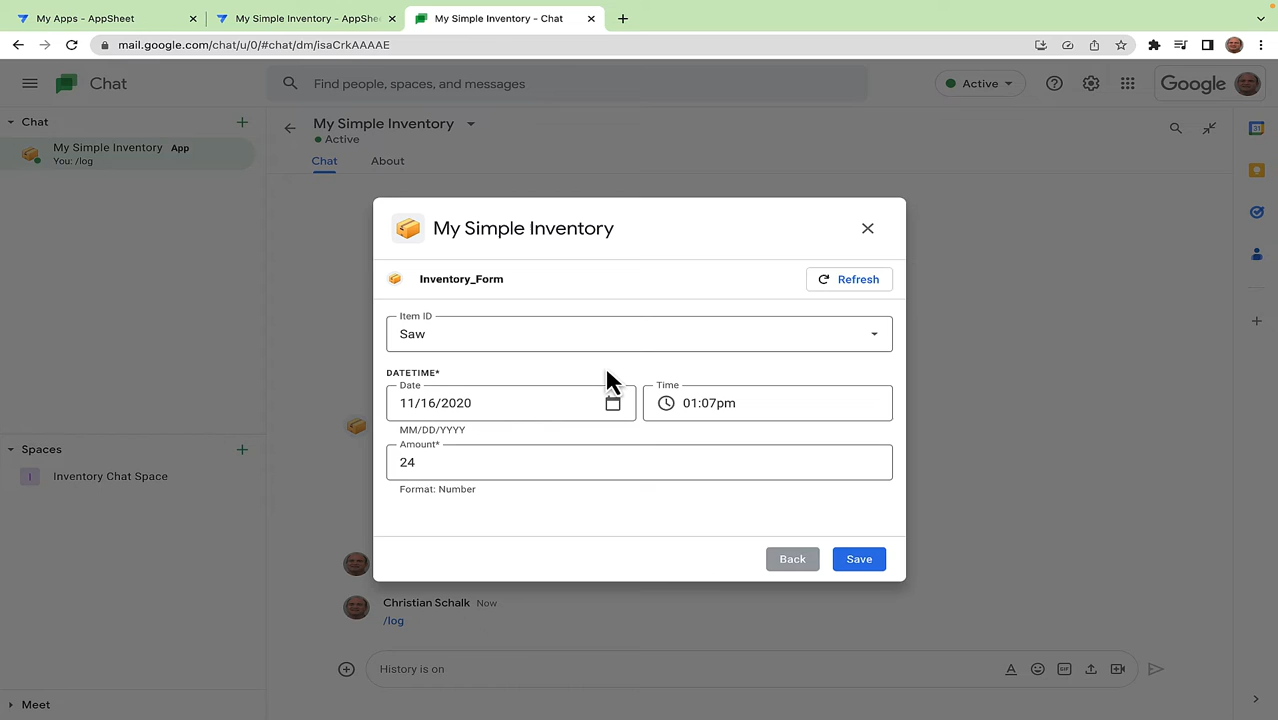 My Apps - AppSheet
My Simple Inventory - AppShe
My Simple Inventory - Chat
mail.google.com/chat/u/0/#chat/dm/isaCrkAAAAE
Chat
Find people, spaces, and messages
Active
Google
Chat
My Simple Inventory App
You: /log
My Simple Inventory
Active
Chat
About
31
My Simple Inventory
Inventory_Form
Refresh
Item ID
Saw
DATETIME*
Date
11/16/2020
Time
01:07pm
MM/DD/YYYY
Amount*
24
Format: Number
Back
Save
Spaces
I
Inventory Chat Space
Christian Schalk Now
/log
History is on
GIF
Meet